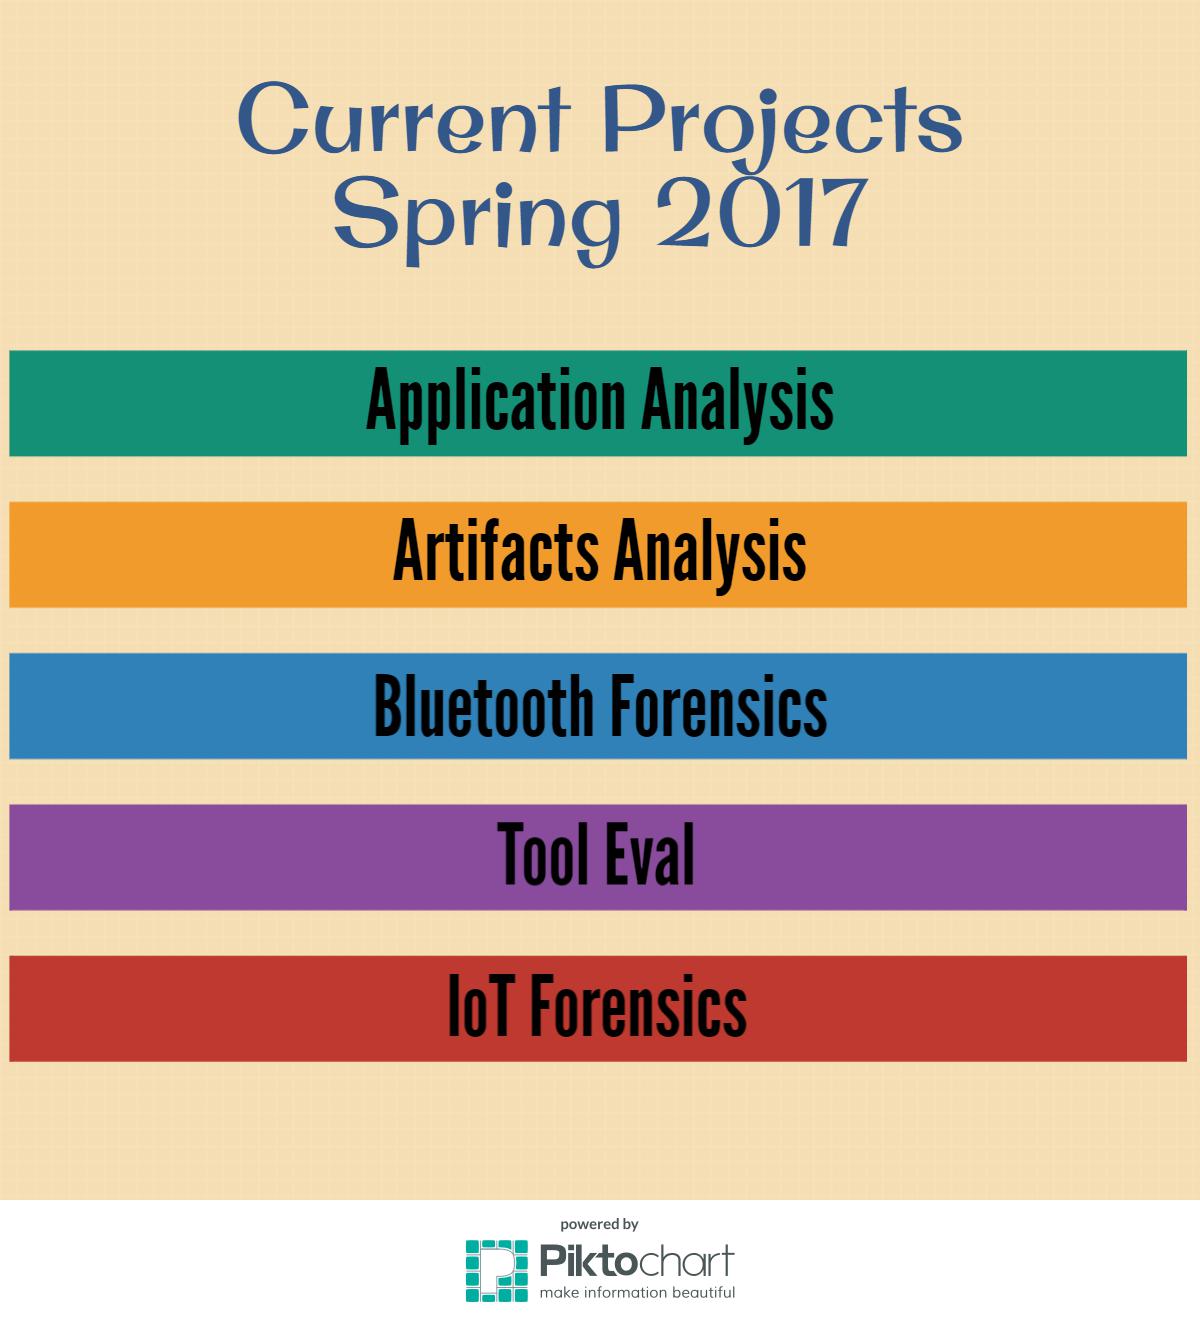 Current Projects
Spring 2017
Application Analysis
Artifacts Analysis
Bluetooth Forensics
Tool Eval
IoT Forensics
powered by
Piktochart
make information beautiful